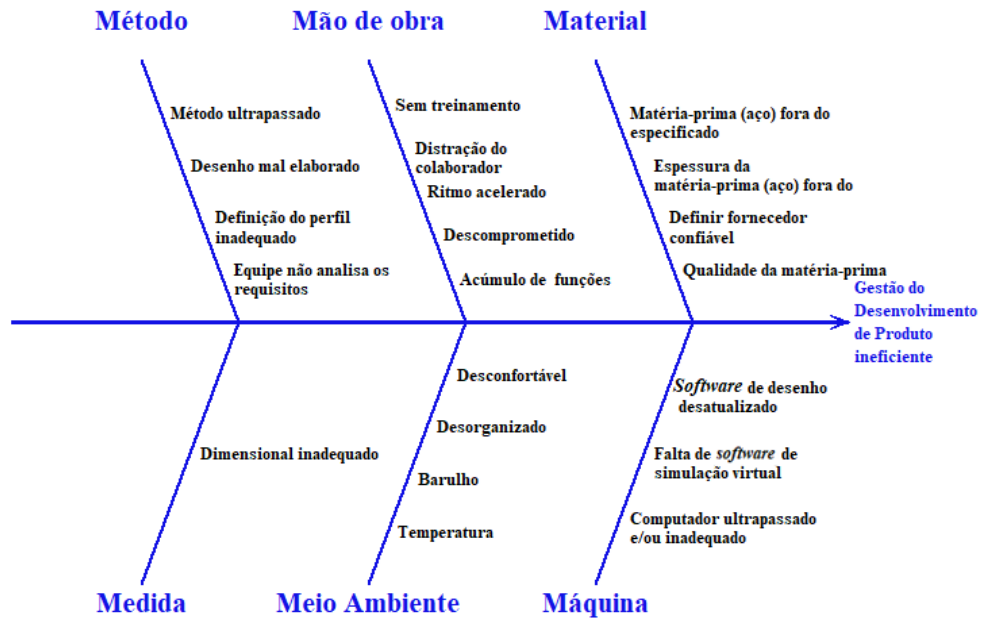 Método
Mão de obra
Material
Método ultrapassado
Desenho mal elaborado
Definição do perfil
inadequado
Equipe não analisa os
requisitos
Sem treinamento
Distração do
colaborador
Ritmo acelerado
Descomprometido
Acúmulo de funções
Matéria-prima (aço) fora do
especificado
Espessura da
matéria-prima (aço) fora do
Definir fornecedor
confiável
Qualidade da matéria-prima
Gestão do
Desenvolvimento
de Produto
ineficiente
Dimensional inadequado
Desconfortável
Desorganizado
Barulho
Temperatura
Software de desenho
desatualizado
Falta de software de
simulação virtual
Computador ultrapassado
e/ou inadequado
Medida
Meio Ambiente
Máquina